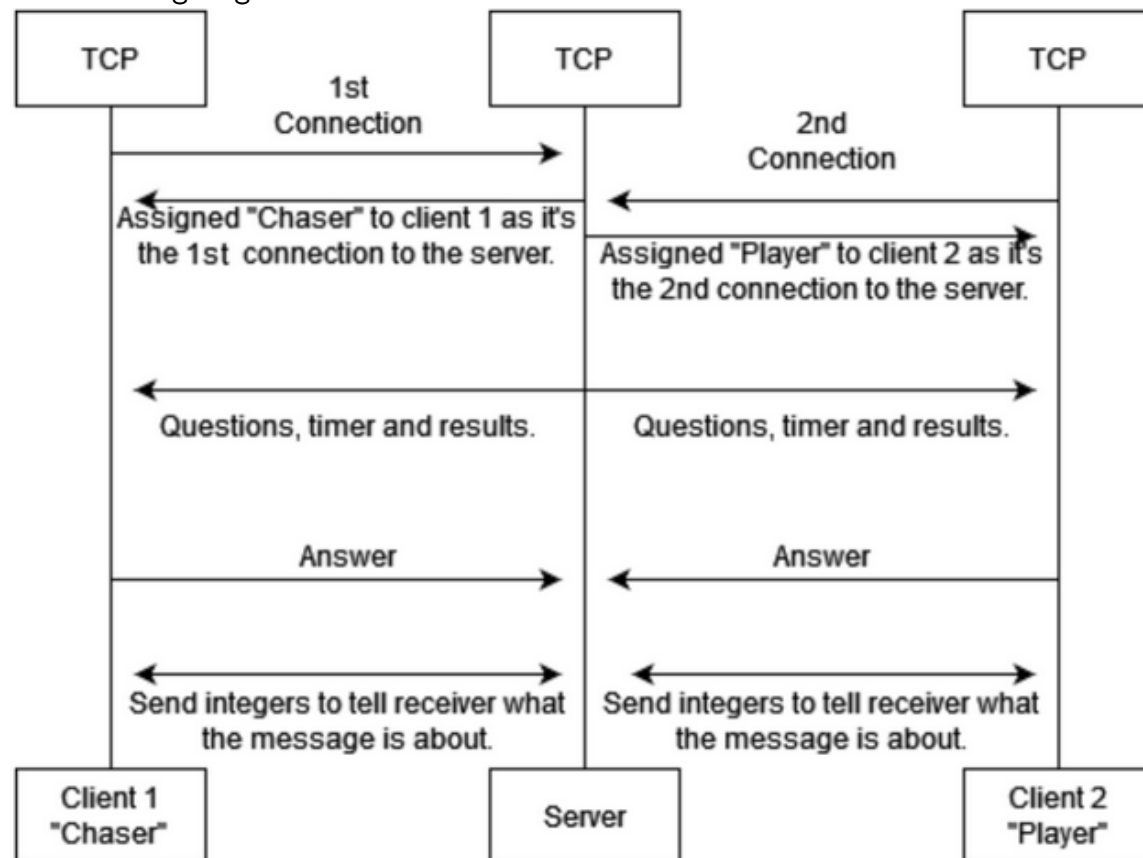 TCP
TCP
TCP
1st
Connection
2nd
Connection
Assigned "Chaser" to client 1 as it's
the 1st connection to the server.
Assigned "Player" to client 2 as it's
the 2nd connection to the server.
Questions, timer and results.
Questions, timer and results.
Answer
Answer
Send integers to tell receiver what
the message is about.
Send integers to tell receiver what
the message is about.
Client 1
"Chaser"
Server
Client 2
"Player"